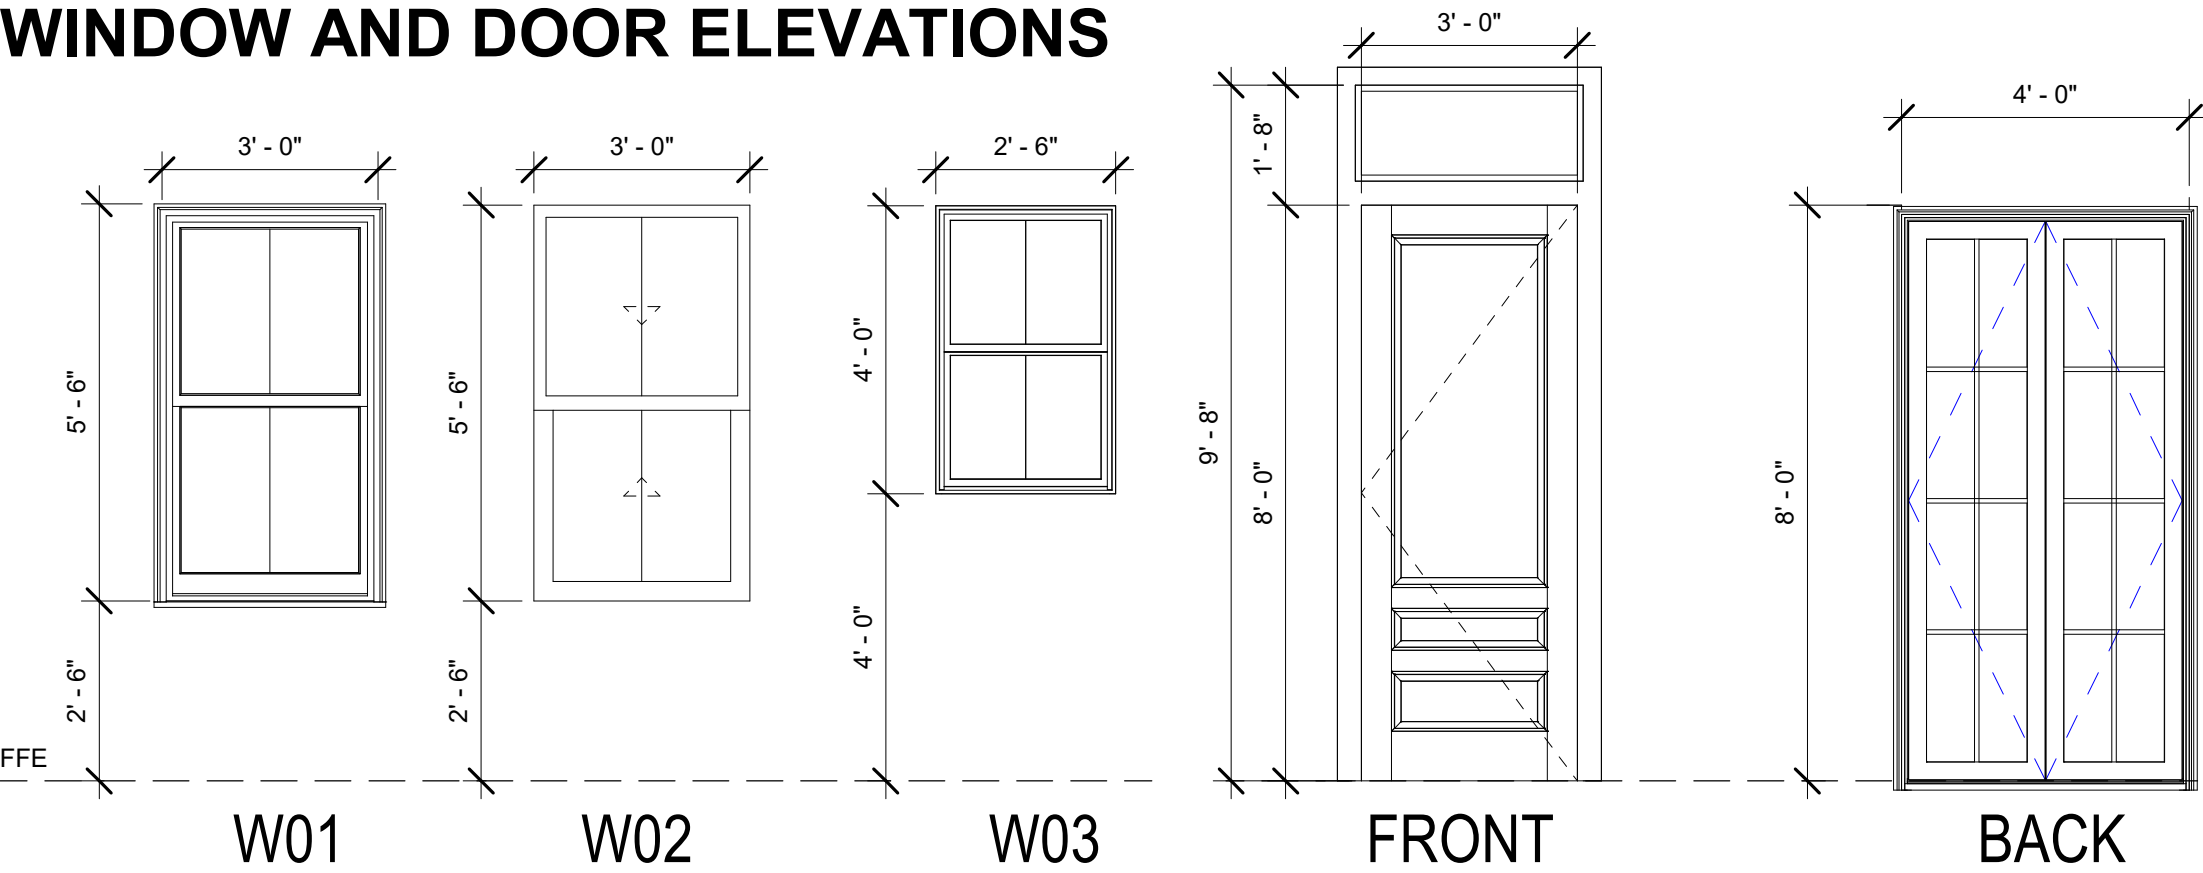 WINDOW AND DOOR ELEVATIONS
3' - 0"
3' - 0"
2' - 6"
3' - 0"
4' - 0"
5' - 6"
2' - 6"
5' - 6"
2' - 6"
4' - 0"
4' - 0"
9' - 8"
1' - 8"
8' - 0"
8' - 0"
FFE
W01
W02
W03
FRONT
BACK